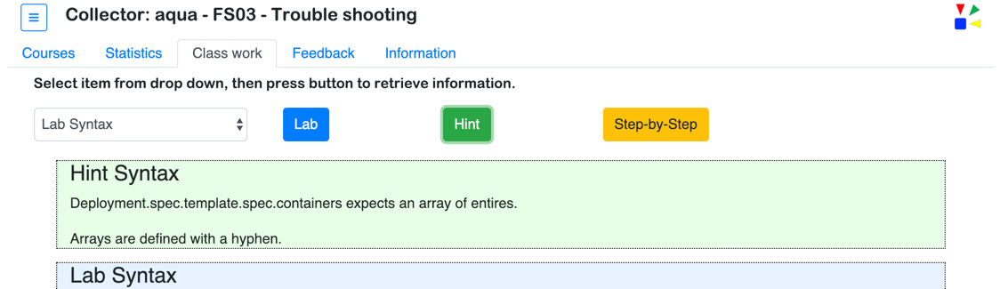 Collector: aqua - FS03 - Trouble shooting
Courses Statistics Class work Feedback Information
Select item from drop down, then press button to retrieve information.
Lab Syntax Lab Hint Step-by-Step
Hint Syntax
Deployment.spec.template.spec.containers expects an array of entires.
Arrays are defined with a hyphen.
Lab Syntax